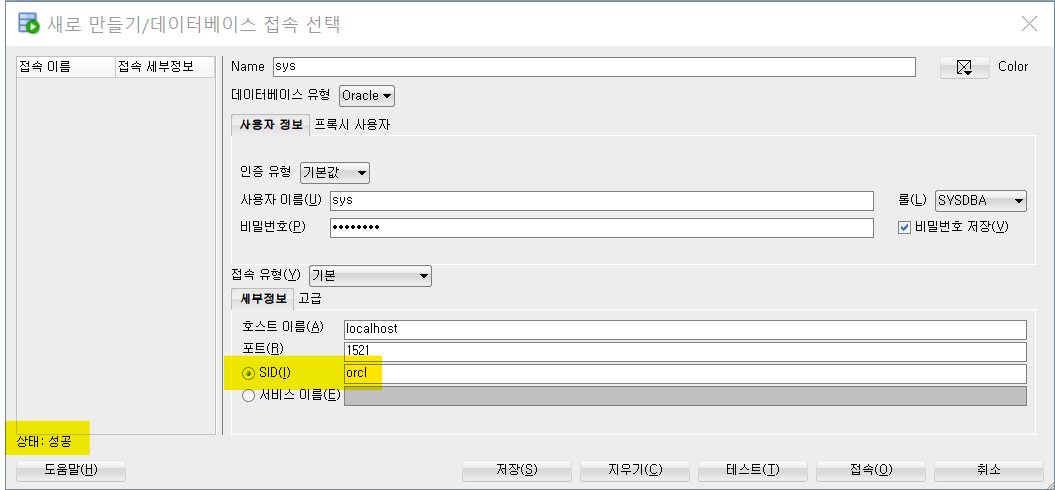 새로 만들기/데이터베이스 접속 선택
접속 이름 접속 세부정보
Name sys Color
데이터베이스 유형 Oracle
사용자 정보 프록시 사용자
인증 유형 기본값
사용자 이름(U) sys 롤(L) SYSDBA
비밀번호(P) •••••••• 비밀번호 저장(V)
접속 유형(Y) 기본
세부정보 고급
호스트 이름(A) localhost
포트(R) 1521
SID(I) orcl
서비스 이름(E)
상태: 성공
도움말(H) 저장(S) 지우기(C) 테스트(T) 접속(O) 취소